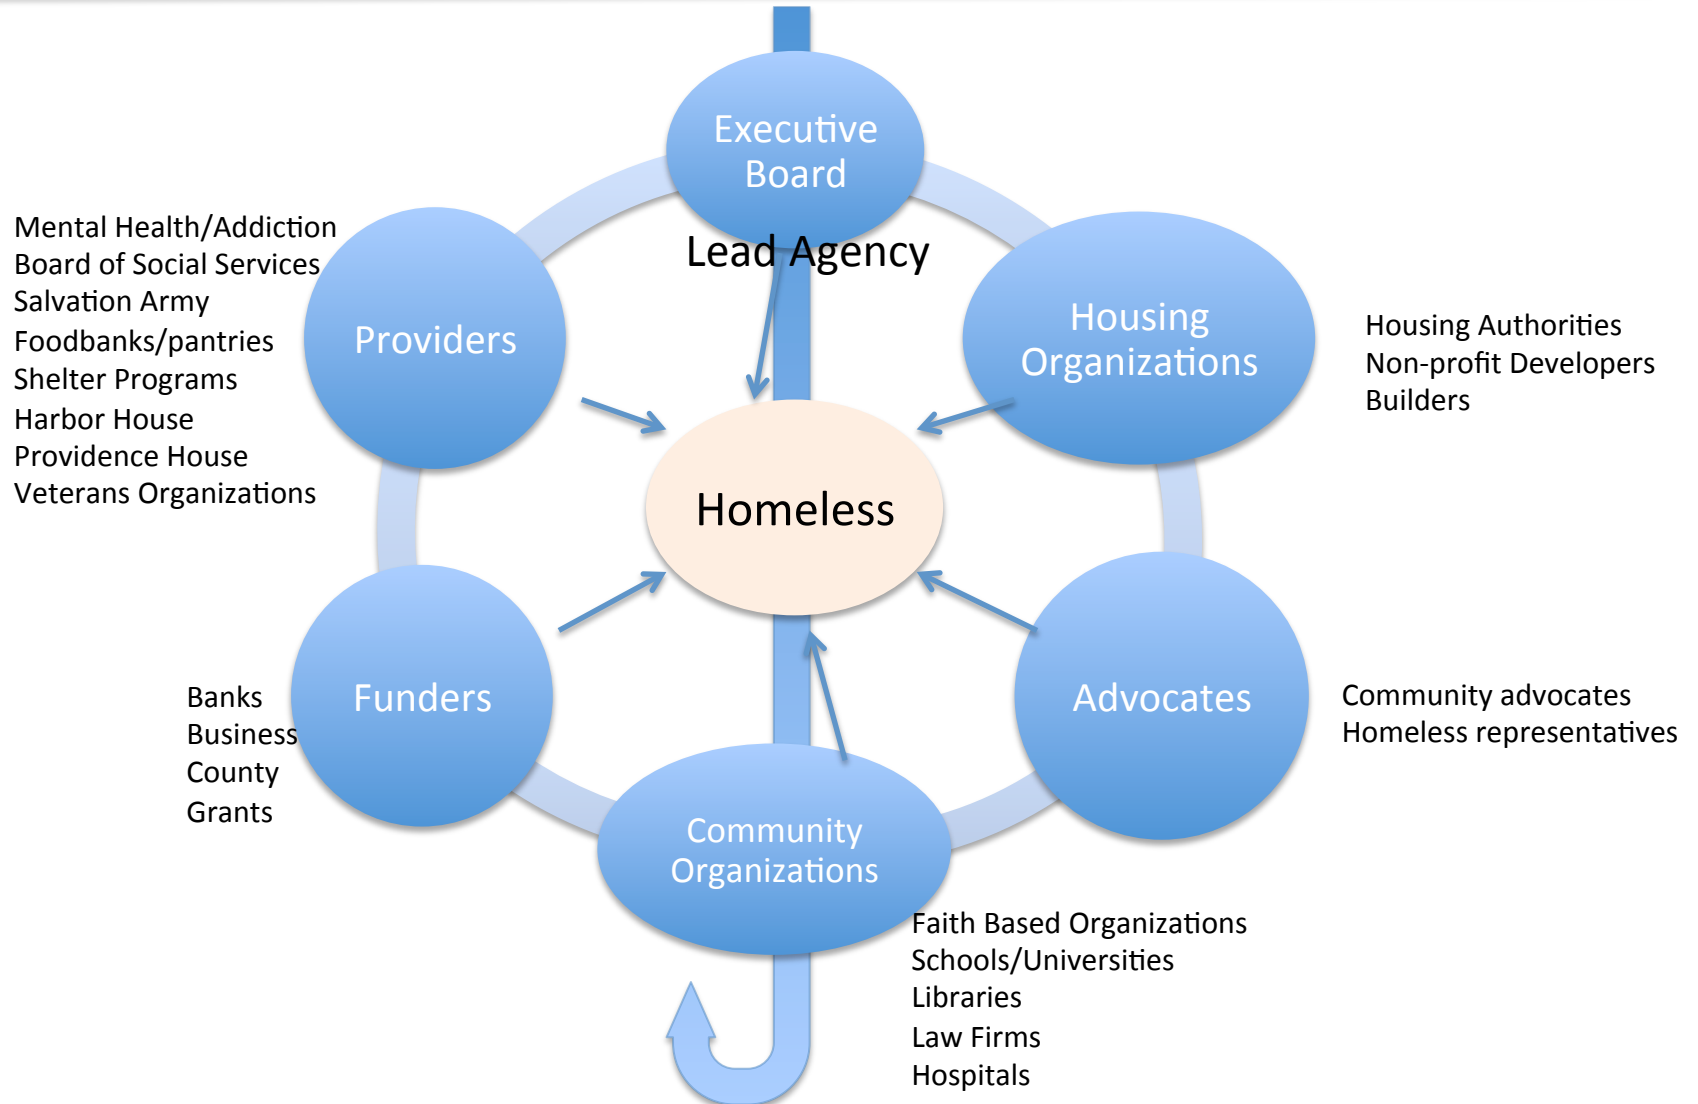 Executive
Board
Lead Agency
Mental Health/Addiction
Board of Social Services
Salvation Army
Foodbanks/pantries
Shelter Programs
Harbor House
Providence House
Veterans Organizations
Providers
Housing
Organizations
Housing Authorities
Non-profit Developers
Builders
Homeless
Banks
Business
County
Grants
Funders
Advocates
Community advocates
Homeless representatives
Community
Organizations
Faith Based Organizations
Schools/Universities
Libraries
Law Firms
Hospitals